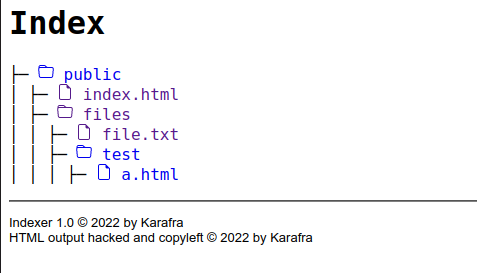 Index
├─ public
│ ├─ index.html
│ ├─ files
│ │ ├─ file.txt
│ │ ├─ test
│ │ │ ├─ a.html
Indexer 1.0 © 2022 by Karafra
HTML output hacked and copyleft © 2022 by Karafra